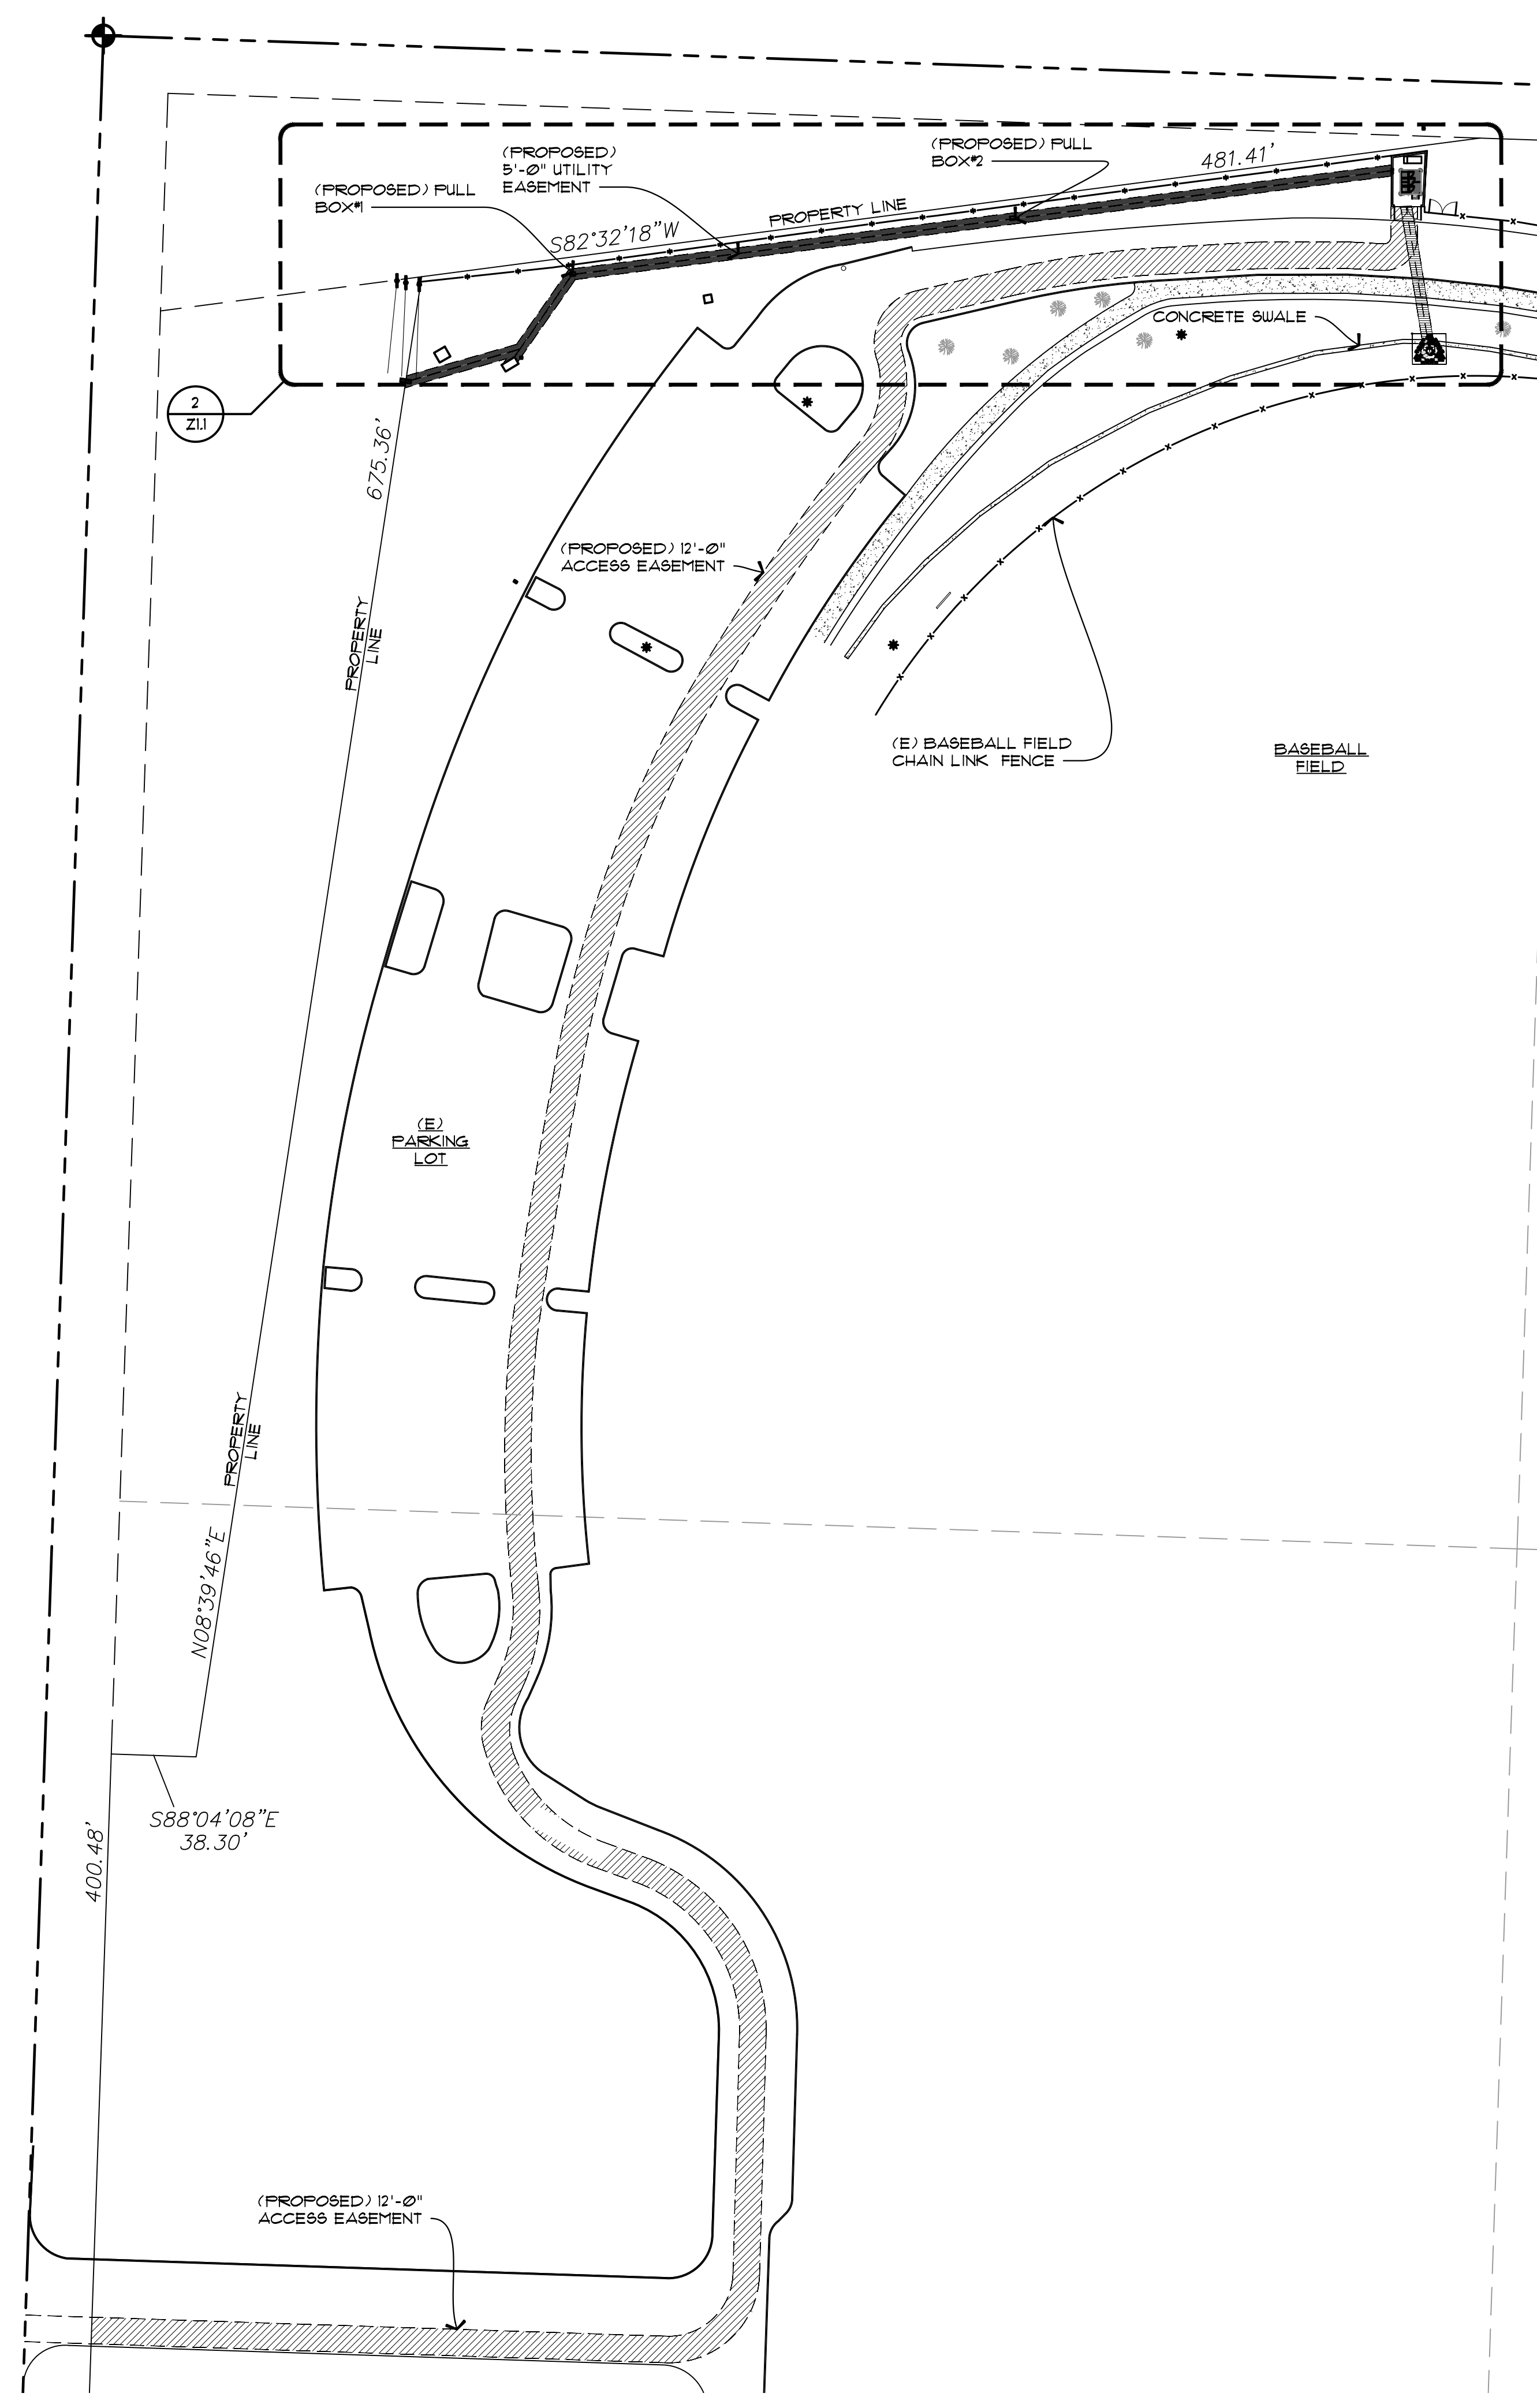 (PROPOSED) PULL
BOX#1
(PROPOSED)
5'-0" UTILITY
EASEMENT
(PROPOSED) PULL
BOX#2
481.41'
PROPERTY LINE
S82°32'18"W
CONCRETE SWALE
2
Z1.1
675.36'
(PROPOSED) 12'-0"
ACCESS EASEMENT
PROPERTY
LINE
(E) BASEBALL FIELD
CHAIN LINK FENCE
BASEBALL
FIELD
(E)
PARKING
LOT
PROPERTY
LINE
N08°39'46"E
S88°04'08"E
38.30'
400.48'
(PROPOSED) 12'-0"
ACCESS EASEMENT